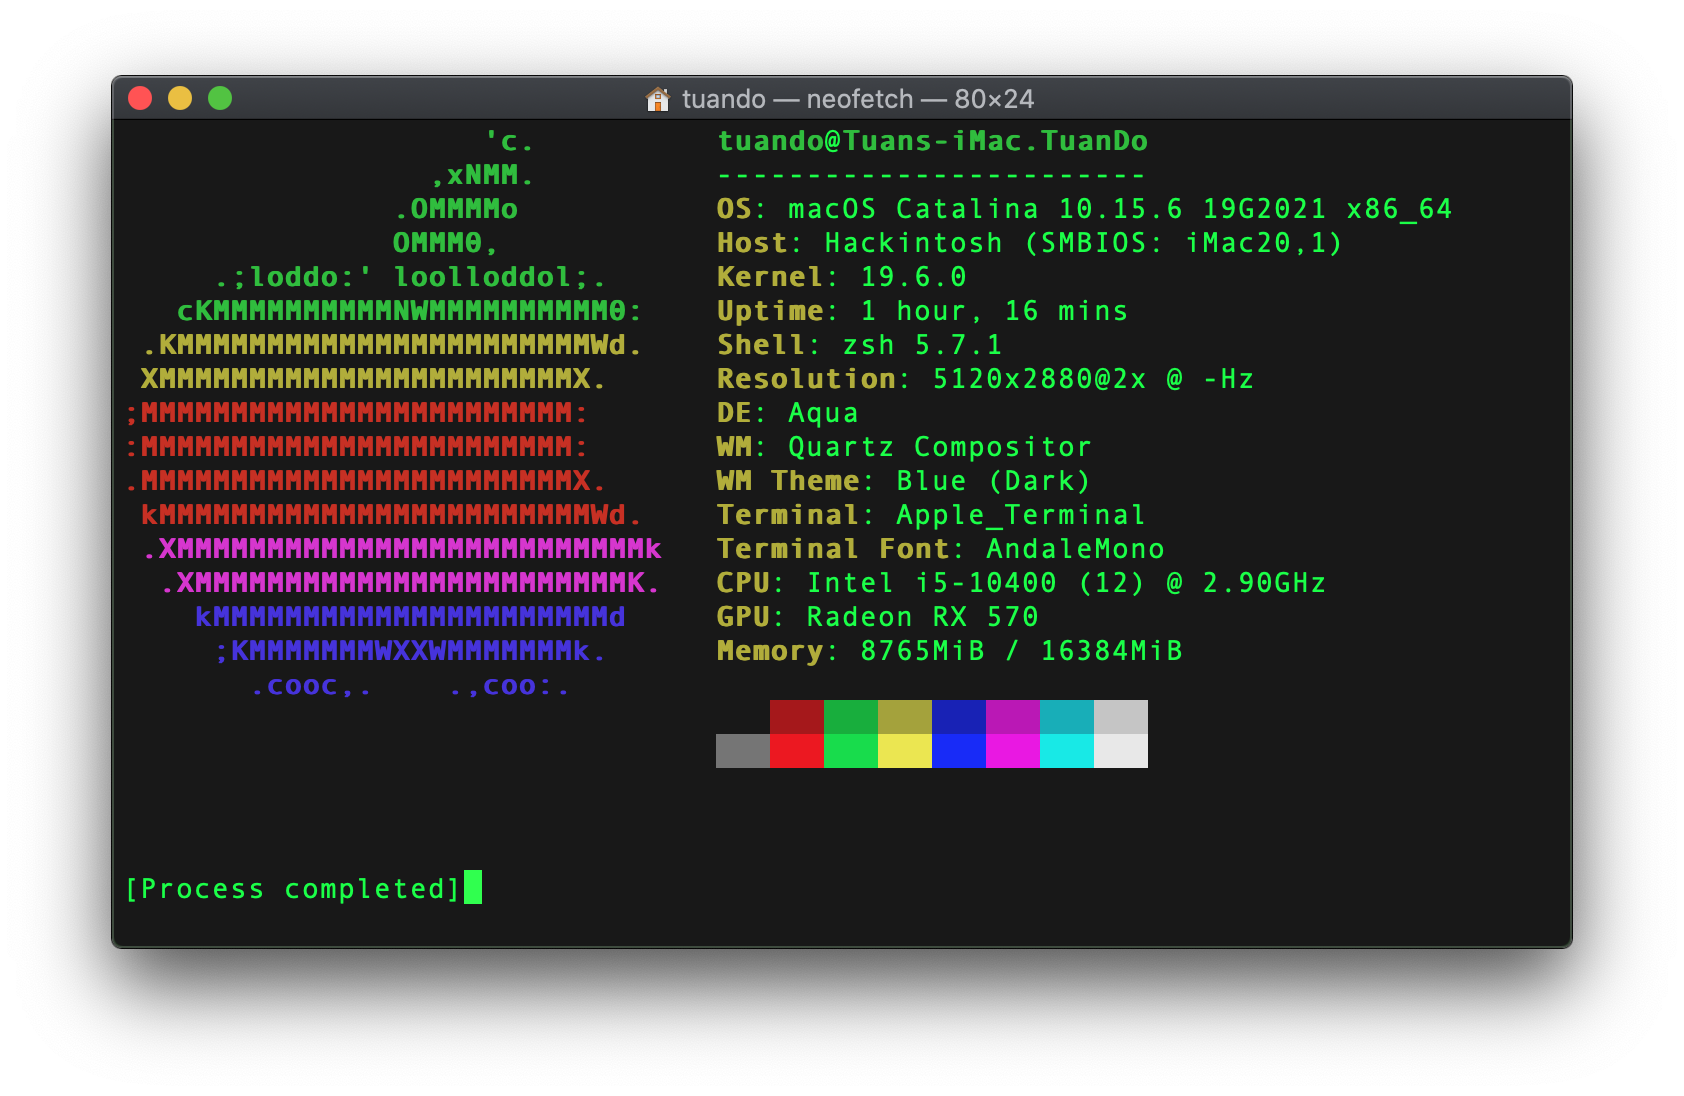 tuando — neofetch — 80×24
'c.
,xNMM.
.OMMMMo
OMMM0,
.;loddo:' loolloddol;.
cKMMMMMMMMMMNWMMMMMMMMMM0:
.KMMMMMMMMMMMMMMMMMMMMMMMWd.
XMMMMMMMMMMMMMMMMMMMMMMMX.
;MMMMMMMMMMMMMMMMMMMMMMMM:
:MMMMMMMMMMMMMMMMMMMMMMMM:
.MMMMMMMMMMMMMMMMMMMMMMMMX.
kMMMMMMMMMMMMMMMMMMMMMMMMWd.
.XMMMMMMMMMMMMMMMMMMMMMMMMMMk
.XMMMMMMMMMMMMMMMMMMMMMMMMK.
kMMMMMMMMMMMMMMMMMMMMMMd
;KMMMMMMMWXXWMMMMMMMk.
.cooc,. .,coo:.
tuando@Tuans-iMac.TuanDo
------------------------
OS: macOS Catalina 10.15.6 19G2021 x86_64
Host: Hackintosh (SMBIOS: iMac20,1)
Kernel: 19.6.0
Uptime: 1 hour, 16 mins
Shell: zsh 5.7.1
Resolution: 5120x2880@2x @ -Hz
DE: Aqua
WM: Quartz Compositor
WM Theme: Blue (Dark)
Terminal: Apple_Terminal
Terminal Font: AndaleMono
CPU: Intel i5-10400 (12) @ 2.90GHz
GPU: Radeon RX 570
Memory: 8765MiB / 16384MiB
[Process completed]